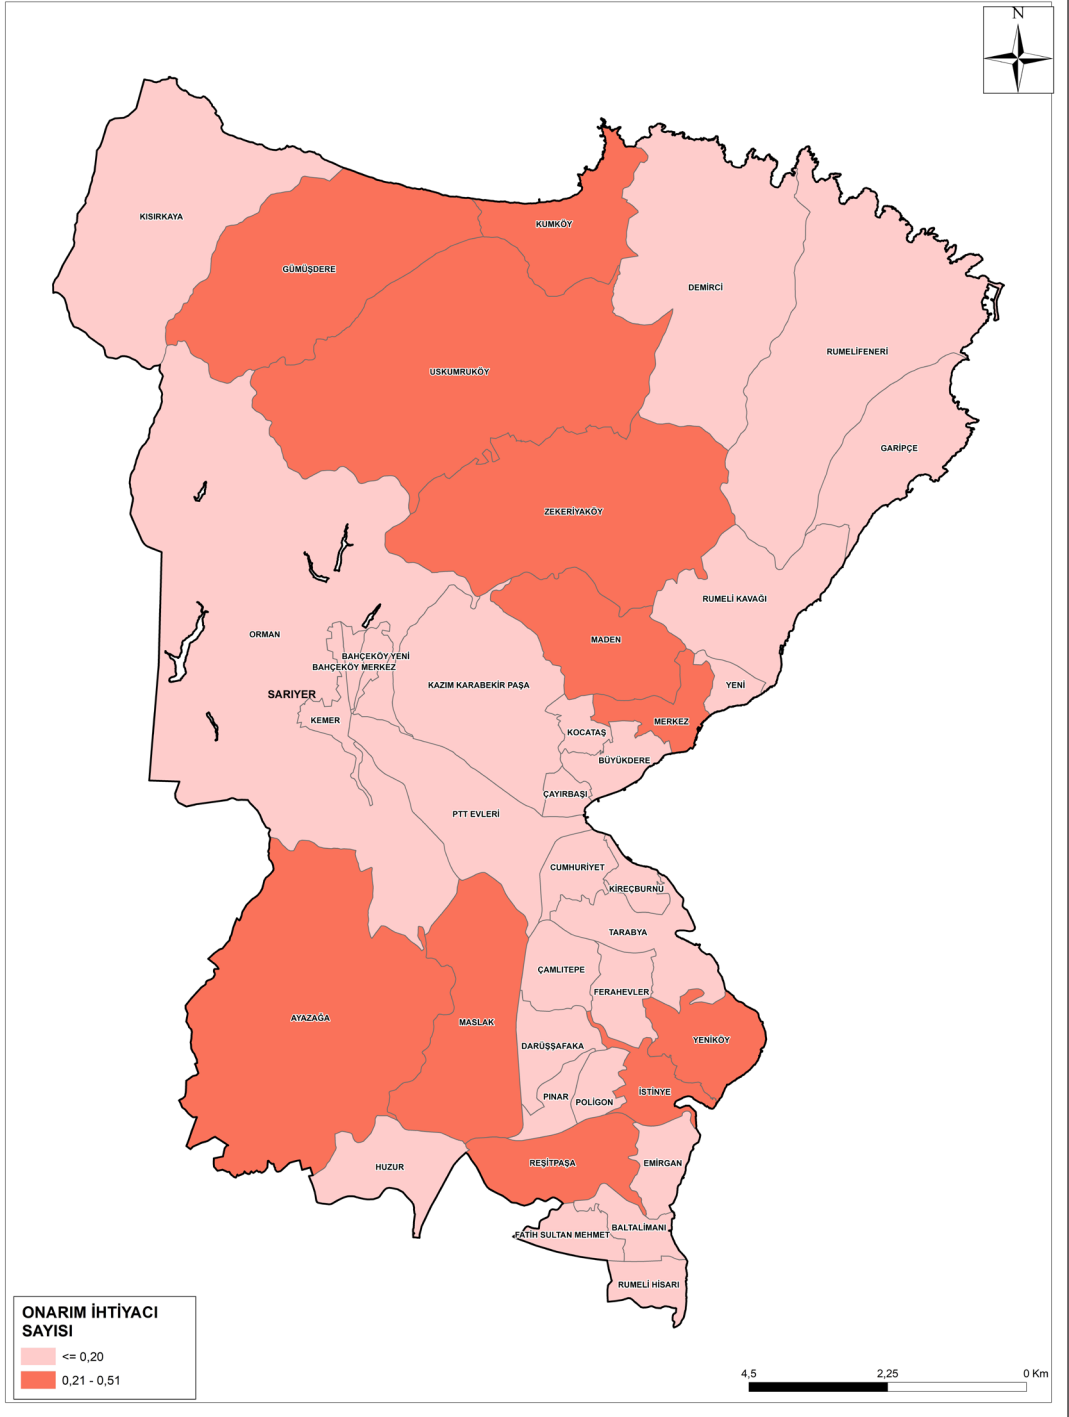 N
KISIRKAYA
KUMKÖY
GÜMÜŞDERE
DEMİRCİ
RUMELİFENERİ
USKUMRUKÖY
GARİPÇE
ZEKERİYAKÖY
RUMELİ KAVAĞI
ORMAN
MADEN
BAHÇEKÖY YENİ
BAHÇEKÖY MERKEZ
KAZIM KARABEKİR PAŞA
YENİ
SARIYER
KEMER
MERKEZ
KOCATAŞ
BÜYÜKDERE
ÇAYIRBAŞI
PTT EVLERİ
CUMHURİYET
KİREÇBURNU
TARABYA
ÇAMLITEPE
FERAHEVLER
AYAZAĞA
MASLAK
YENİKÖY
DARÜŞŞAFAKA
İSTİNYE
PINAR
POLİGON
REŞİTPAŞA
EMİRGAN
HUZUR
BALTALİMANI
FATİH SULTAN MEHMET
RUMELİ HİSARI
ONARIM İHTİYACI
SAYISI
<= 0,20
0,21 - 0,51
4,5 2,25 0 Km